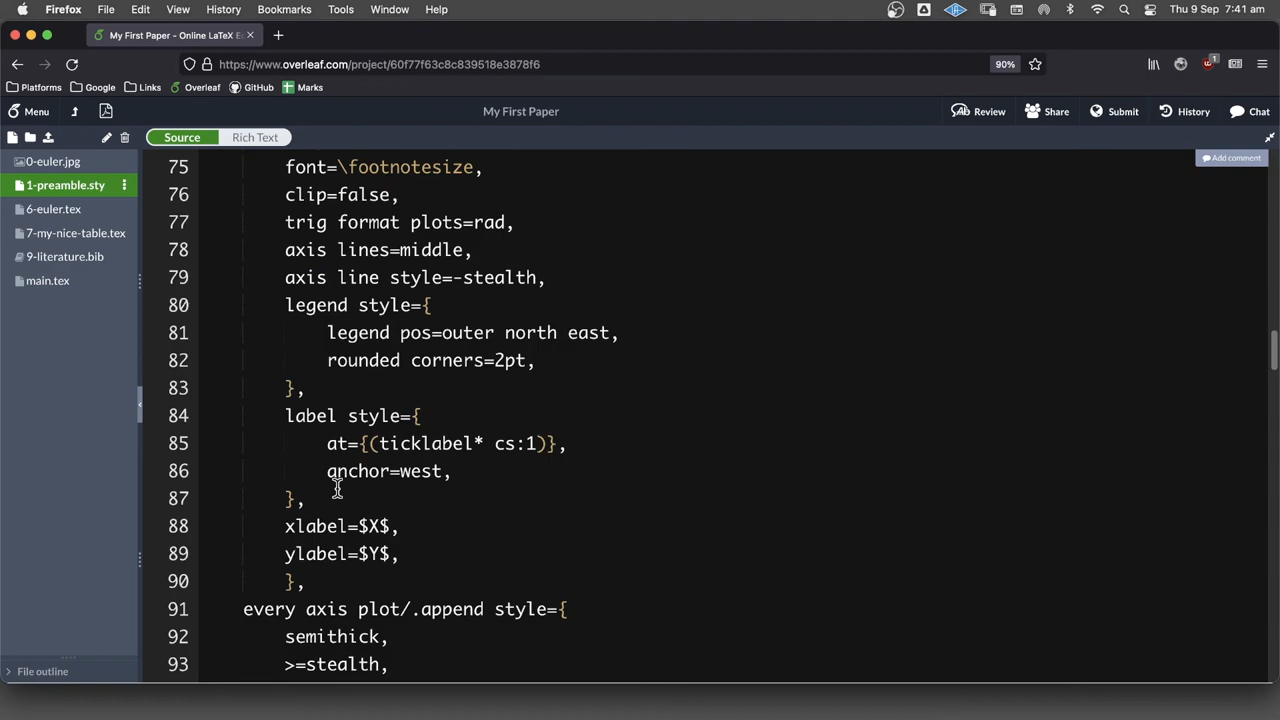 Firefox File Edit View History Bookmarks Tools Window Help Thu 9 Sep 7:41 am
My First Paper - Online LaTeX E
https://www.overleaf.com/project/60f77f63c8c839518e3878f6 90%
Platforms Google Links Overleaf GitHub Marks
Menu My First Paper Review Share Submit History Chat
Source Rich Text
Add comment
0-euler.jpg
1-preamble.sty
6-euler.tex
7-my-nice-table.tex
9-literature.bib
main.tex
File outline
75 font=\footnotesize,
76 clip=false,
77 trig format plots=rad,
78 axis lines=middle,
79 axis line style=-stealth,
80 legend style={
81 legend pos=outer north east,
82 rounded corners=2pt,
83 },
84 label style={
85 at={(ticklabel* cs:1)},
86 anchor=west,
87 },
88 xlabel=$X$,
89 ylabel=$Y$,
90 },
91 every axis plot/.append style={
92 semithick,
93 >=stealth,